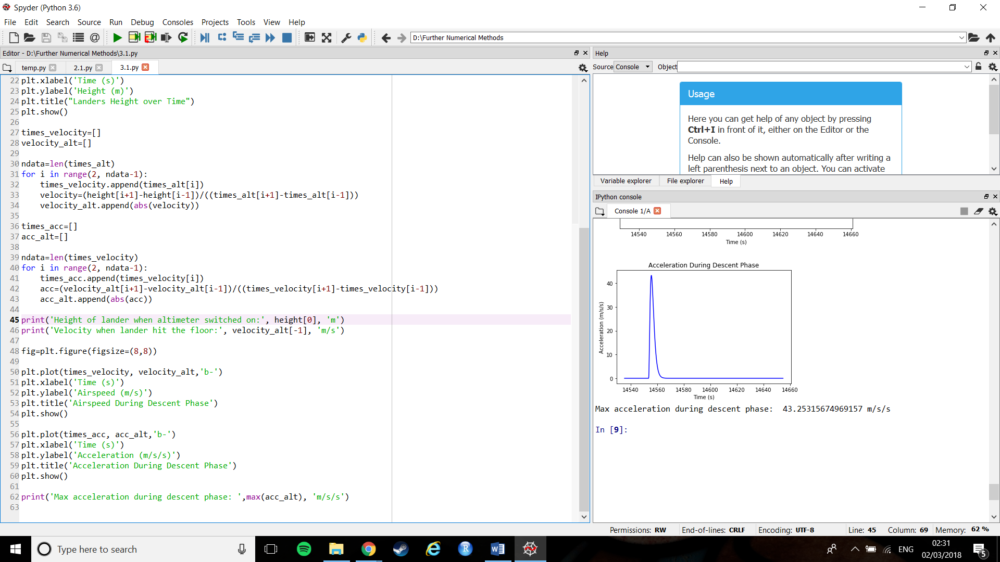 Spyder (Python 3.6)
File Edit Search Source Run Debug Consoles Projects Tools View Help
D:\Further Numerical Methods
Editor - D:\Further Numerical Methods\3.1.py
temp.py 2.1.py 3.1.py
22 plt.xlabel('Time (s)')
23 plt.ylabel('Height (m)')
24 plt.title("Landers Height over Time")
25 plt.show()
26
27 times_velocity=[]
28 velocity_alt=[]
29
30 ndata=len(times_alt)
31 for i in range(2, ndata-1):
32     times_velocity.append(times_alt[i])
33     velocity=(height[i+1]-height[i-1])/((times_alt[i+1]-times_alt[i-1]))
34     velocity_alt.append(abs(velocity))
35
36 times_acc=[]
37 acc_alt=[]
38
39 ndata=len(times_velocity)
40 for i in range(2, ndata-1):
41     times_acc.append(times_velocity[i])
42     acc=(velocity_alt[i+1]-velocity_alt[i-1])/((times_velocity[i+1]-times_velocity[i-1]))
43     acc_alt.append(abs(acc))
44
45 print('Height of lander when altimeter switched on:', height[0], 'm')
46 print('Velocity when lander hit the floor:', velocity_alt[-1], 'm/s')
47
48 fig=plt.figure(figsize=(8,8))
49
50 plt.plot(times_velocity, velocity_alt,'b-')
51 plt.xlabel('Time (s)')
52 plt.ylabel('Airspeed (m/s)')
53 plt.title('Airspeed During Descent Phase')
54 plt.show()
55
56 plt.plot(times_acc, acc_alt,'b-')
57 plt.xlabel('Time (s)')
58 plt.ylabel('Acceleration (m/s/s)')
59 plt.title('Acceleration During Descent Phase')
60 plt.show()
61
62 print('Max acceleration during descent phase: ',max(acc_alt), 'm/s/s')
63
Help
Source Console Object
Usage
Here you can get help of any object by pressing
Ctrl+I in front of it, either on the Editor or the
Console.
Help can also be shown automatically after writing a
left parenthesis next to an object. You can activate
Variable explorer File explorer Help
IPython console
Console 1/A
14540 14560 14580 14600 14620 14640 14660
Time (s)
Acceleration During Descent Phase
Acceleration (m/s/s)
40
30
20
10
0
14540 14560 14580 14600 14620 14640 14660
Time (s)
Max acceleration during descent phase:  43.25315674969157 m/s/s
In [9]:
Permissions: RW End-of-lines: CRLF Encoding: UTF-8 Line: 45 Column: 69 Memory: 62 %
Type here to search
ENG
02:31
02/03/2018
5